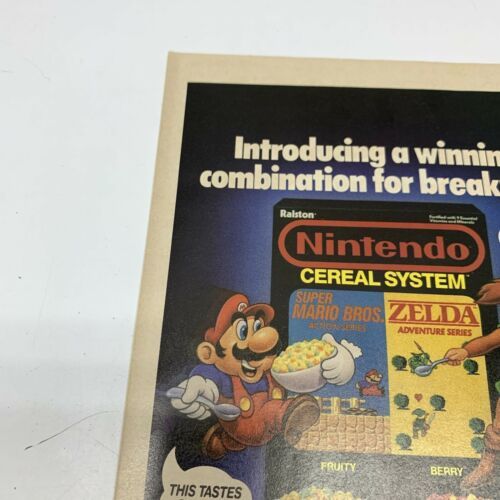 Introducing a winnin
combination for break
Ralston
Fortified with 9 Essential
Vitamins and Minerals
Nintendo
CEREAL SYSTEM
SUPER
MARIO BROS.
ACTION SERIES
ZELDA
ADVENTURE SERIES
FRUITY
BERRY
THIS TASTES